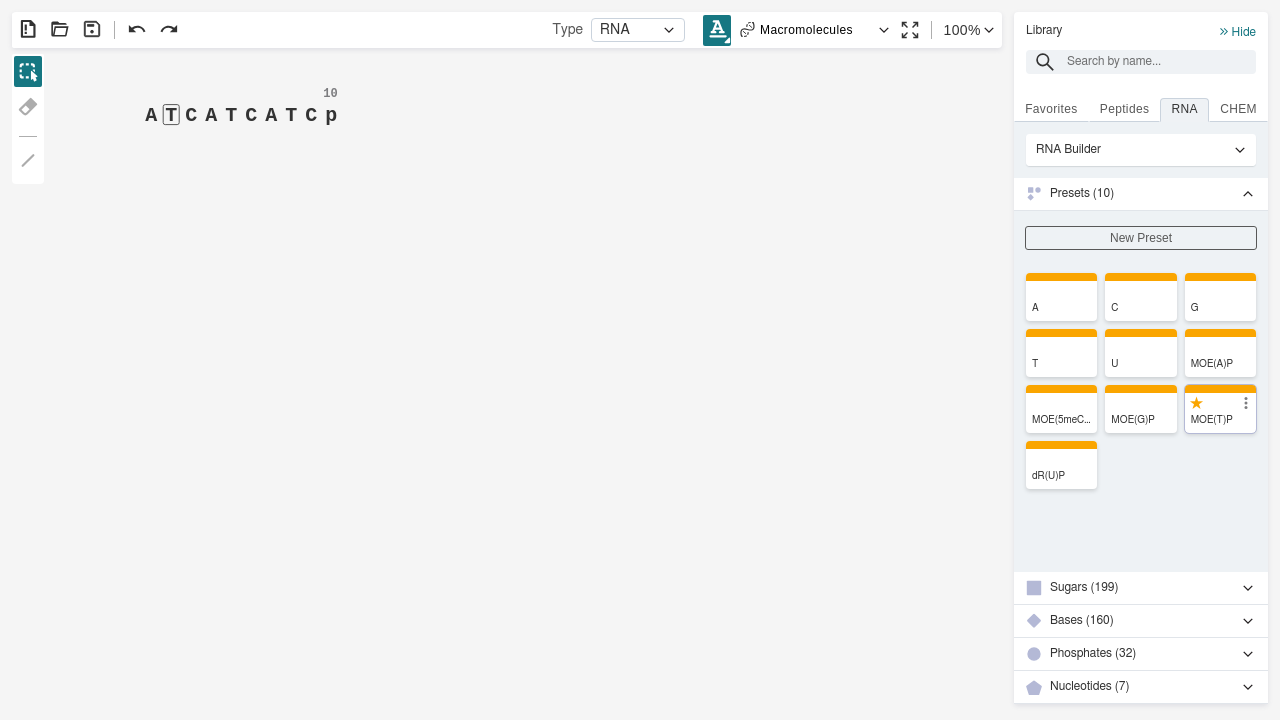 Type RNA Macromolecules 100%
10
A T C A T C A T C p
Library
Hide
Search by name...
Favorites Peptides RNA CHEM
RNA Builder
Presets (10)
New Preset
A C G
T U MOE(A)P
MOE(5meC... MOE(G)P MOE(T)P
dR(U)P
Sugars (199)
Bases (160)
Phosphates (32)
Nucleotides (7)